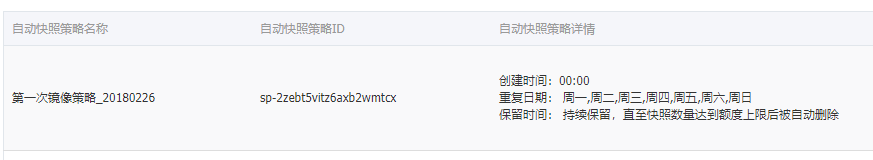 自动快照策略名称 自动快照策略ID 自动快照策略详情
创建时间：00:00
第一次镜像策略_20180226 sp-2zebt5vitz6axb2wmtcx 重复日期： 周一,周二,周三,周四,周五,周六,周日
保留时间： 持续保留，直至快照数量达到额度上限后被自动删除